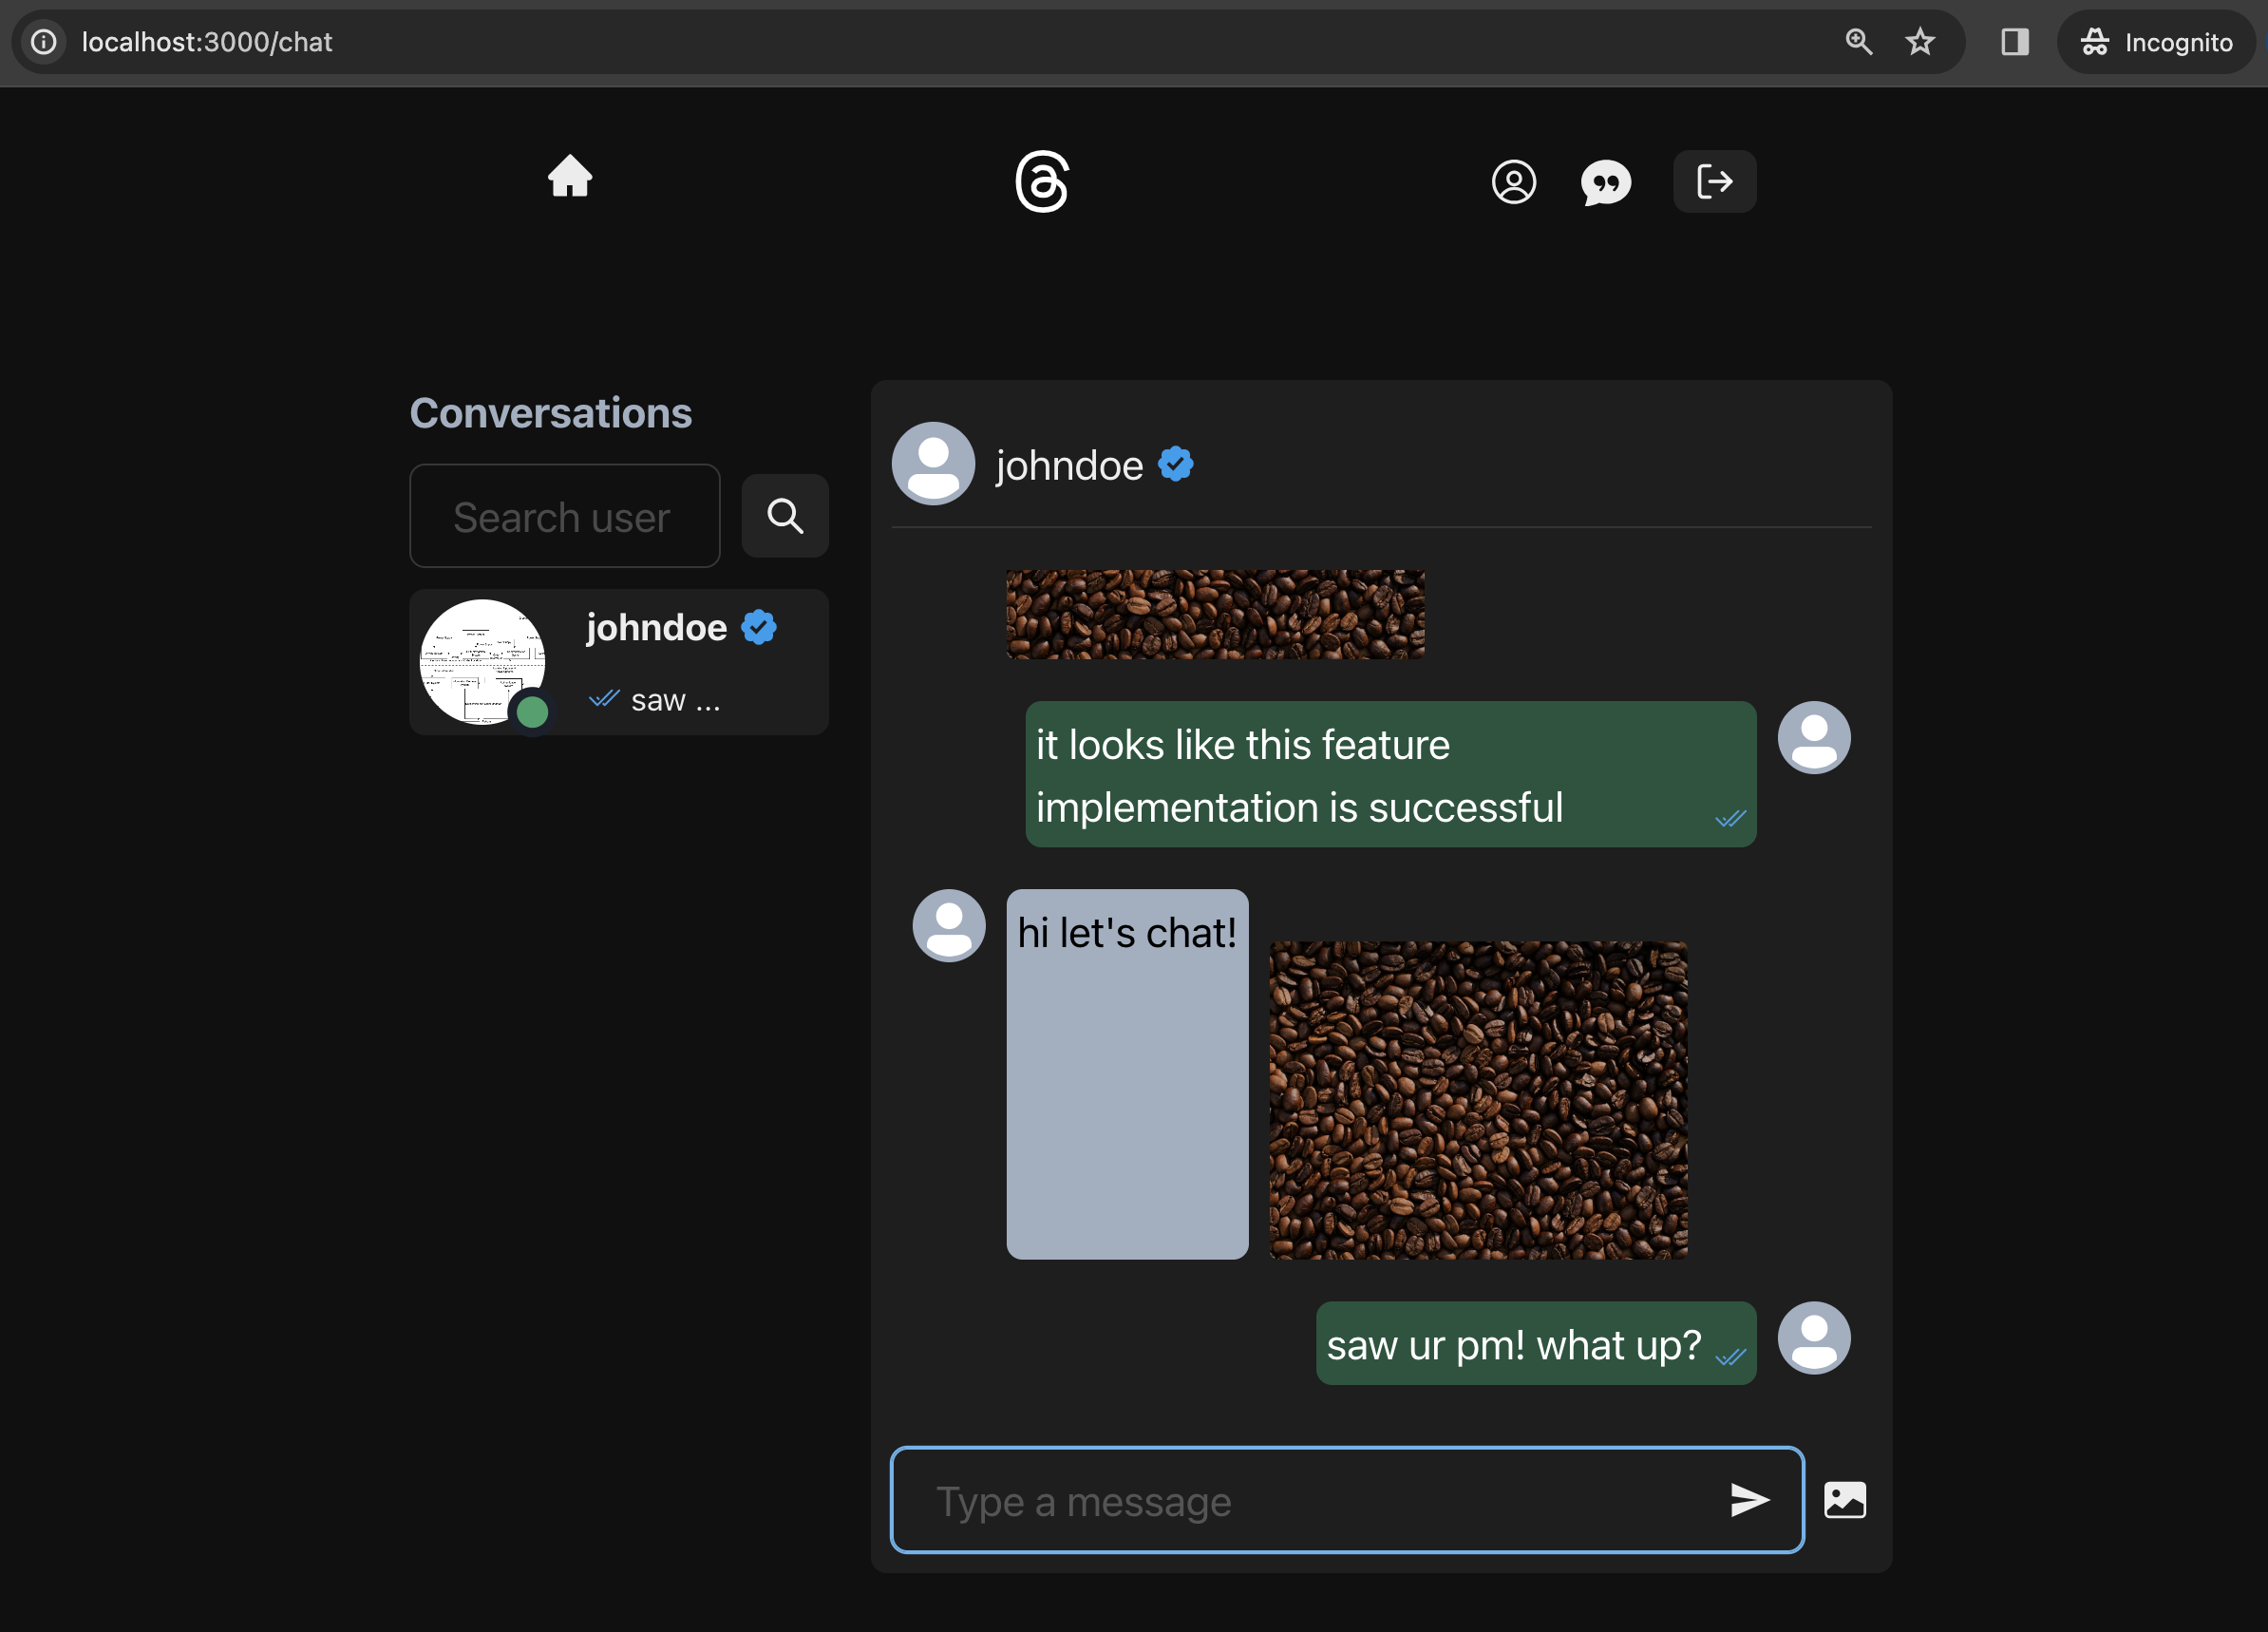 localhost:3000/chat
Incognito
Conversations
Search user
johndoe
saw ...
johndoe
it looks like this feature
implementation is successful
hi let's chat!
saw ur pm! what up?
Type a message